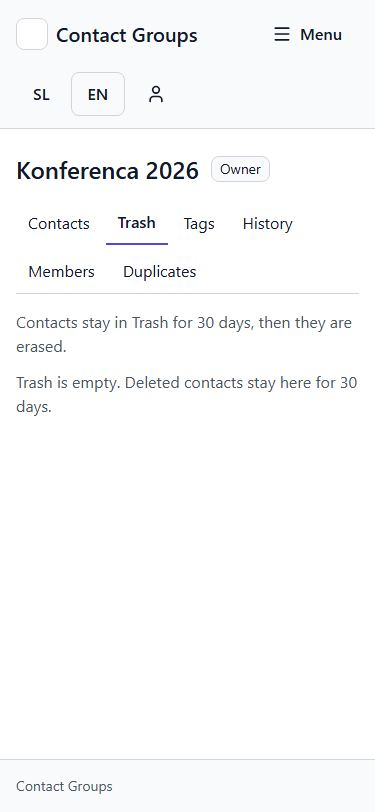 Contact Groups
Menu
SL
EN
Konferenca 2026
Owner
Contacts
Trash
Tags
History
Members
Duplicates
Contacts stay in Trash for 30 days, then they are
erased.
Trash is empty. Deleted contacts stay here for 30
days.
Contact Groups